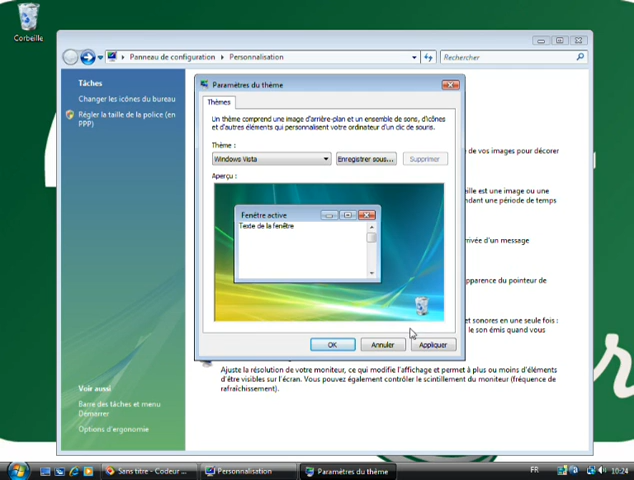 Corbeille
Panneau de configuration
Personnalisation
Rechercher
Tâches
Changer les icônes du bureau
Régler la taille de la police (en
PPP)
Paramètres du thème
Thèmes
Un thème comprend une image d'arrière-plan et un ensemble de sons, d'icônes
et d'autres éléments qui personnalisent votre ordinateur d'un clic de souris.
Thème :
Windows Vista
Enregistrer sous...
Supprimer
Aperçu :
Fenêtre active
Texte de la fenêtre
OK
Annuler
Appliquer
de vos images pour décorer
eille est une image ou une
ndant une période de temps
rrivée d'un message
pparence du pointeur de
et sonores en une seule fois :
le son émis quand vous
Ajuste la résolution de votre moniteur, ce qui modifie l'affichage et permet à plus ou moins d'éléments
d'être visibles sur l'écran. Vous pouvez également contrôler le scintillement du moniteur (fréquence de
rafraîchissement).
Voir aussi
Barre des tâches et menu
Démarrer
Options d'ergonomie
Sans titre - Codeur ...
Personnalisation
Paramètres du thème
FR
10:24